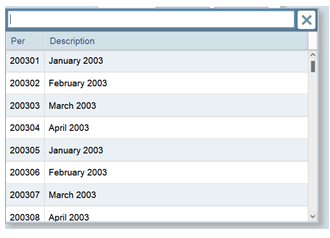 Per Description
200301 January 2003
200302 February 2003
200303 March 2003
200304 April 2003
200305 January 2003
200306 February 2003
200307 March 2003
200308 April 2003